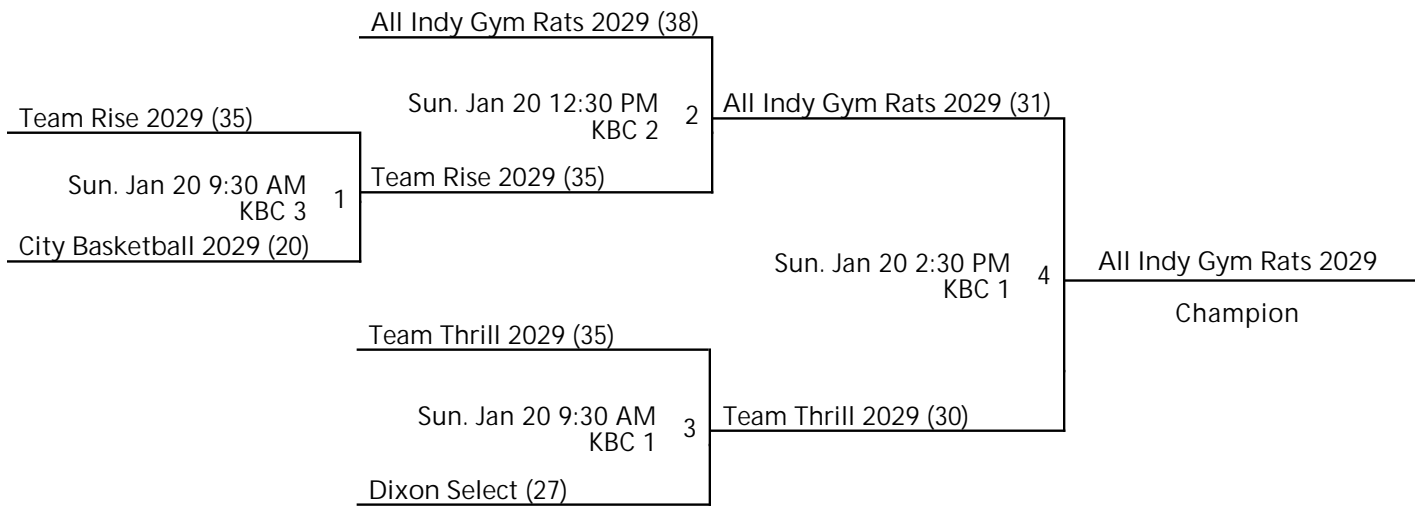 All Indy Gym Rats 2029 (38)
Sun. Jan 20 12:30 PM
KBC 2
2
All Indy Gym Rats 2029 (31)
Team Rise 2029 (35)
Sun. Jan 20 9:30 AM
KBC 3
1
Team Rise 2029 (35)
City Basketball 2029 (20)
Sun. Jan 20 2:30 PM
KBC 1
4
All Indy Gym Rats 2029
Champion
Team Thrill 2029 (35)
Sun. Jan 20 9:30 AM
KBC 1
3
Team Thrill 2029 (30)
Dixon Select (27)